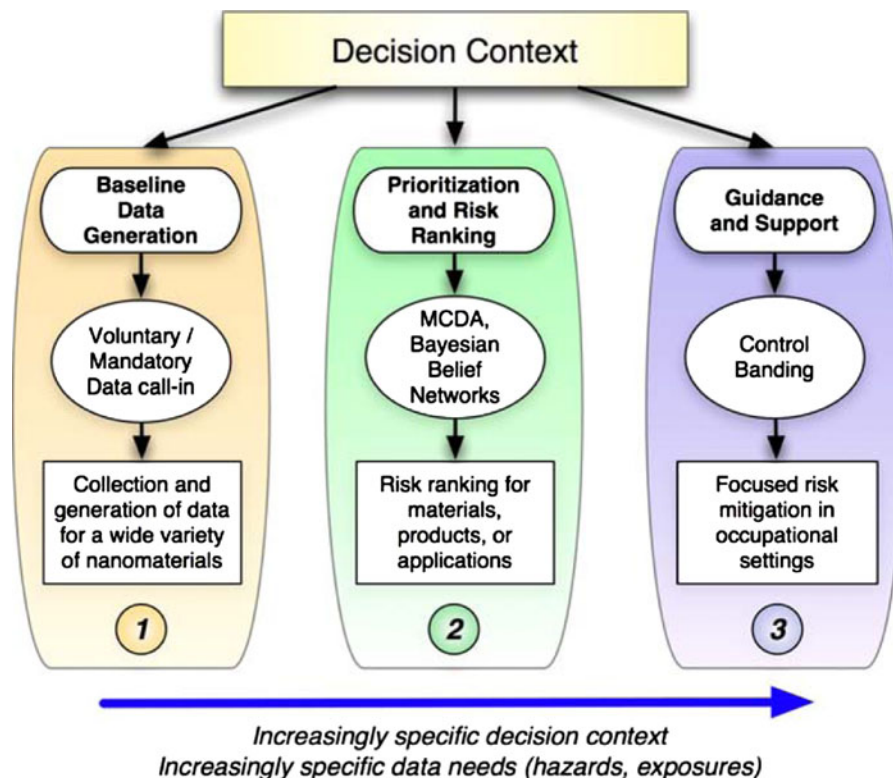 Decision Context
Baseline
Data
Generation
Voluntary /
Mandatory
Data call-in
Collection and
generation of data
for a wide variety
of nanomaterials
1
Prioritization
and Risk
Ranking
MCDA,
Bayesian
Belief
Networks
Risk ranking for
materials,
products, or
applications
2
Guidance
and Support
Control
Banding
Focused risk
mitigation in
occupational
settings
3
Increasingly specific decision context
Increasingly specific data needs (hazards, exposures)